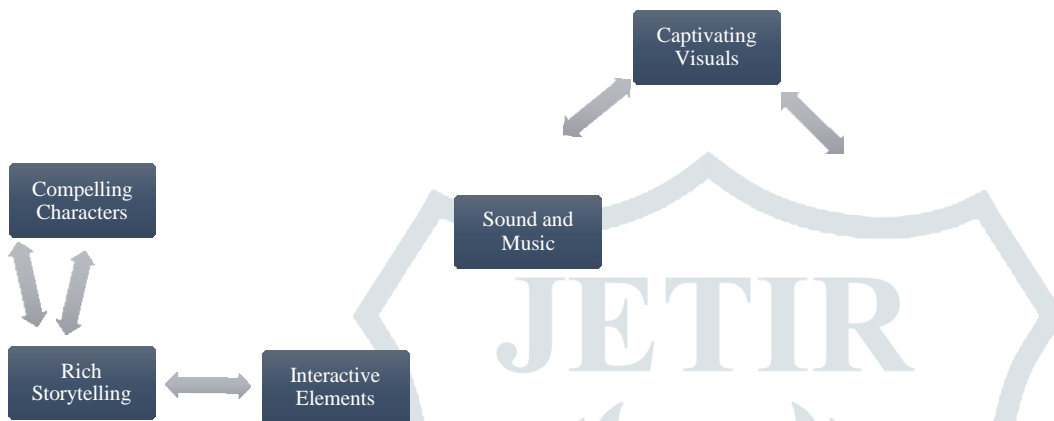 Captivating
Visuals
Compelling
Characters
Sound and
Music
JETIR
Rich
Storytelling
Interactive
Elements